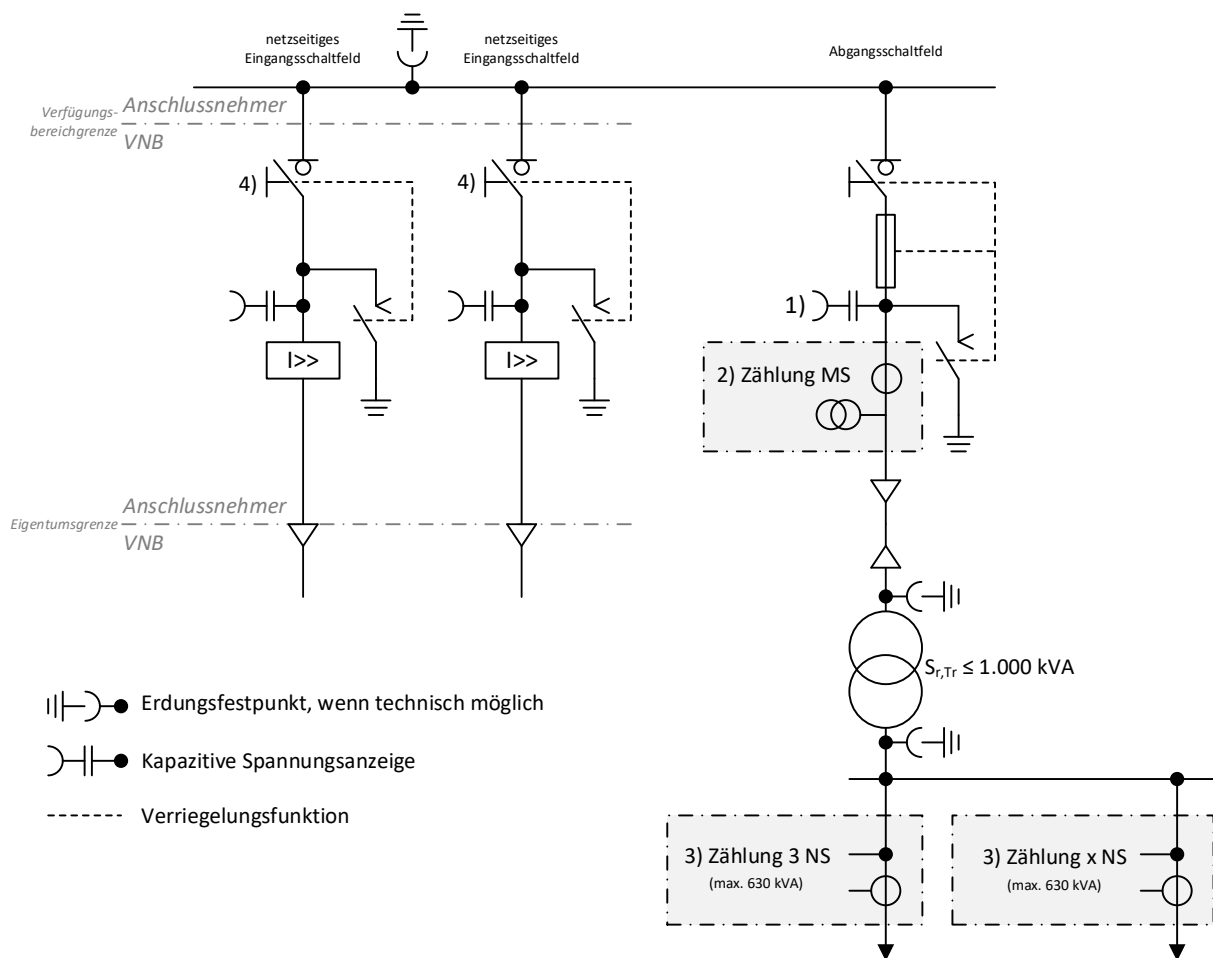 netzseitiges
Eingangsschaltfeld
netzseitiges
Eingangsschaltfeld
Abgangsschaltfeld
Verfügungs-
bereichgrenze
Anschlussnehmer
VNB
4)
4)
1)
I>>
I>>
2) Zählung MS
Eigentumsgrenze
Anschlussnehmer
VNB
Sr,Tr ≤ 1.000 kVA
Erdungsfestpunkt, wenn technisch möglich
Kapazitive Spannungsanzeige
Verriegelungsfunktion
3) Zählung 3 NS
(max. 630 kVA)
3) Zählung x NS
(max. 630 kVA)